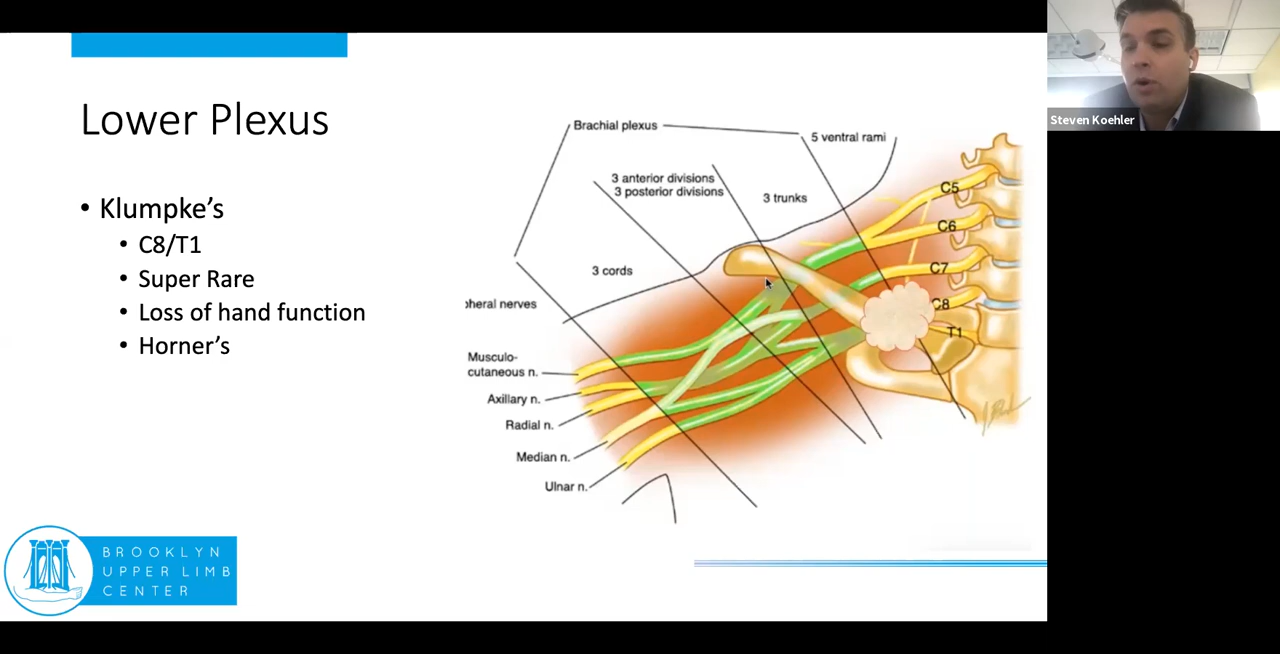 Lower Plexus
• Klumpke's
• C8/T1
• Super Rare
• Loss of hand function
• Horner's
Brachial plexus
5 ventral rami
3 anterior divisions
3 posterior divisions
3 trunks
3 cords
pheral nerves
Musculo-
cutaneous n.
Axillary n.
Radial n.
Median n.
Ulnar n.
C5
C6
C7
C8
T1
BROOKLYN
UPPER LIMB
CENTER
Steven Koehler